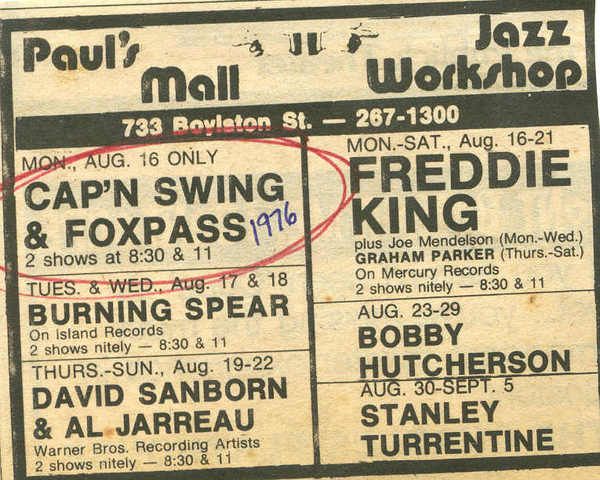 Paul's
Mall
Jazz
Workshop
733 Boylston St. — 267-1300
MON., AUG. 16 ONLY
CAP'N SWING
& FOXPASS 1976
2 shows at 8:30 & 11
TUES. & WED., Aug. 17 & 18
BURNING SPEAR
On Island Records
2 shows nitely — 8:30 & 11
THURS.-SUN., Aug. 19-22
DAVID SANBORN
& AL JARREAU
Warner Bros. Recording Artists
2 shows nitely — 8:30 & 11
MON.-SAT., Aug. 16-21
FREDDIE
KING
plus Joe Mendelson (Mon.-Wed.)
GRAHAM PARKER (Thurs.-Sat.)
On Mercury Records
2 shows nitely — 8:30 & 11
AUG. 23-29
BOBBY
HUTCHERSON
AUG. 30-SEPT. 5
STANLEY
TURRENTINE